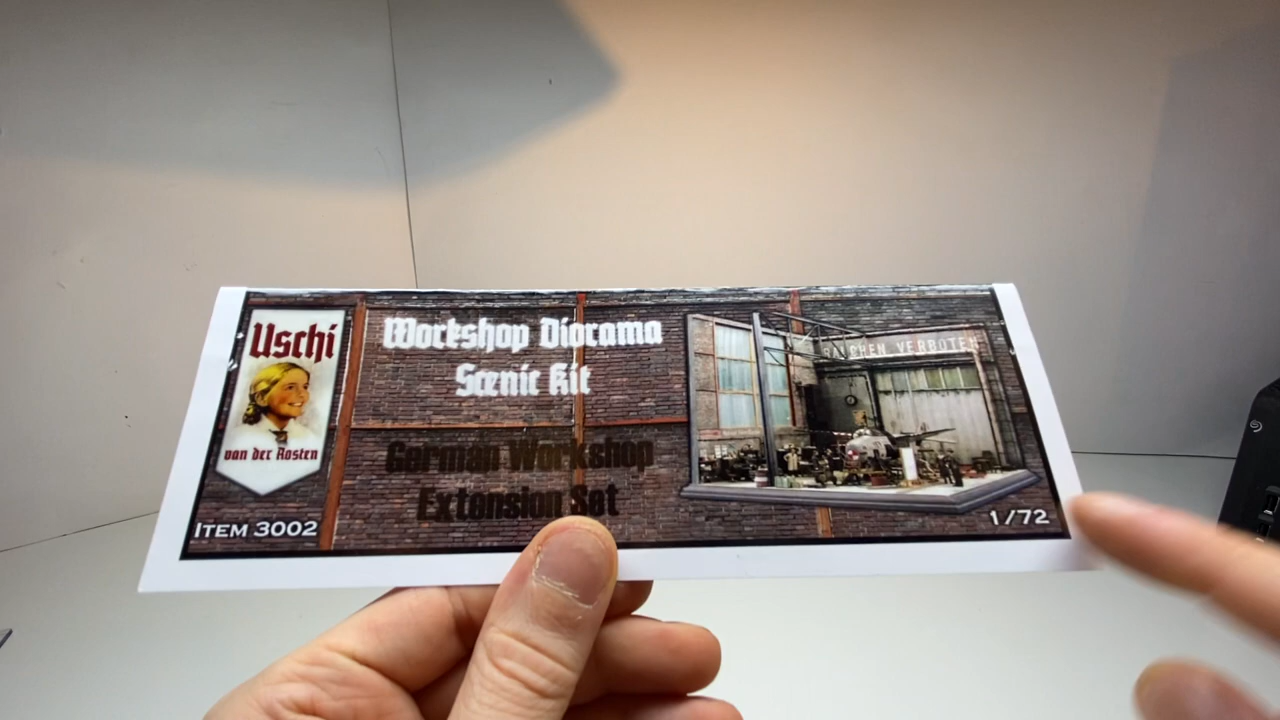 Uschi
van der Rosten
ITEM 3002
Workshop Diorama
Scenic Kit
German Workshop
Extension Set
RAUCHEN VERBOTEN
1/72